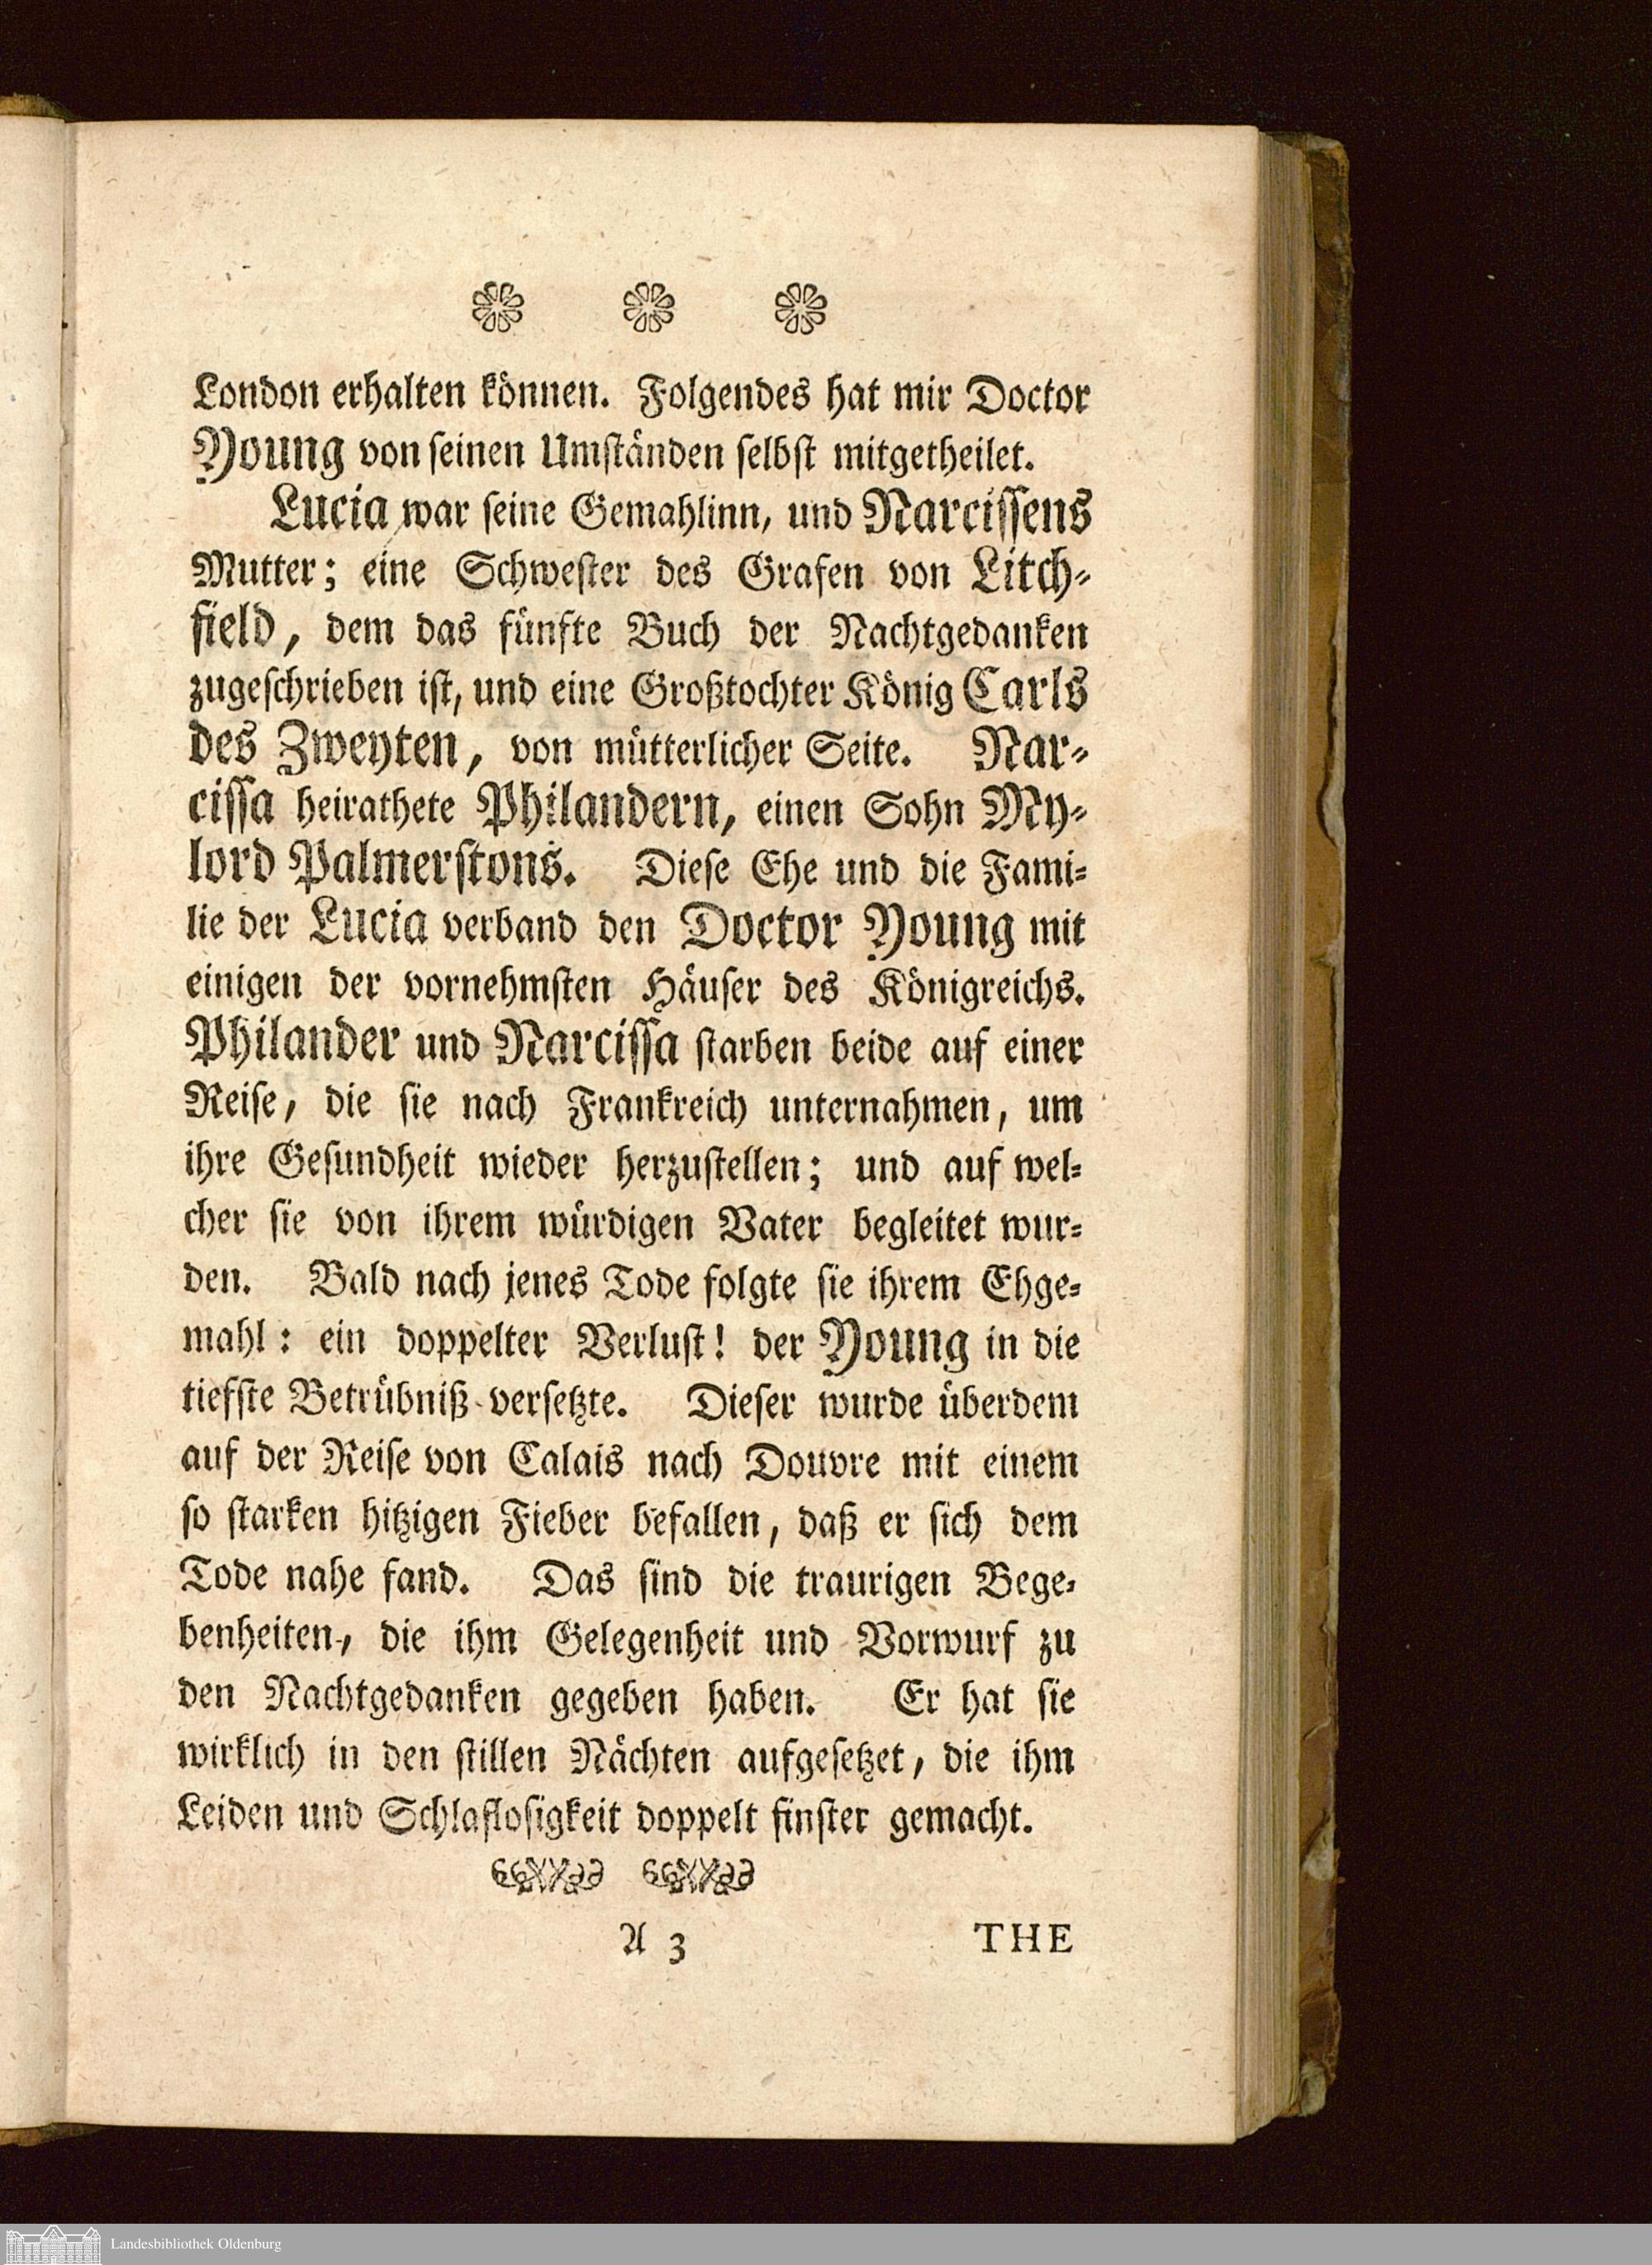 London erhalten können. Folgendes hat mir Doctor
Young von seinen Umständen selbst mitgetheilet.
Lucia war seine Gemahlinn, und Narcissens
Mutter; eine Schwester des Grafen von Litch-
field, dem das fünfte Buch der Nachtgedanken
zugeschrieben ist, und eine Großtochter König Carls
des Zweyten, von mütterlicher Seite. Nar-
cissa heirathete Philandern, einen Sohn My-
lord Palmerstons. Diese Ehe und die Fami-
lie der Lucia verband den Doctor Young mit
einigen der vornehmsten Häuser des Königreichs.
Philander und Narcissa starben beide auf einer
Reise, die sie nach Frankreich unternahmen, um
ihre Gesundheit wieder herzustellen; und auf wel-
cher sie von ihrem würdigen Vater begleitet wur-
den. Bald nach jenes Tode folgte sie ihrem Ehge-
mahl: ein doppelter Verlust! der Young in die
tiefste Betrübniß versetzte. Dieser wurde überdem
auf der Reise von Calais nach Douvre mit einem
so starken hitzigen Fieber befallen, daß er sich dem
Tode nahe fand. Das sind die traurigen Bege-
benheiten, die ihm Gelegenheit und Vorwurf zu
den Nachtgedanken gegeben haben. Er hat sie
wirklich in den stillen Nächten aufgesetzet, die ihm
Leiden und Schlaflosigkeit doppelt finster gemacht.
A 3 THE
Landesbibliothek Oldenburg